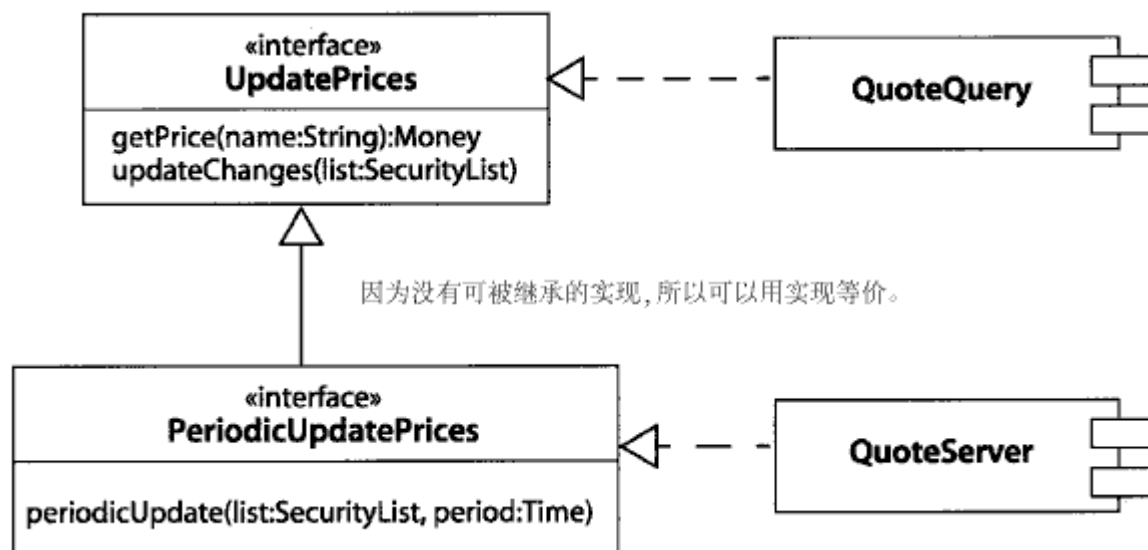 «interface»
UpdatePrices
getPrice(name:String):Money
updateChanges(list:SecurityList)
QuoteQuery
因为没有可被继承的实现,所以可以用实现等价。
«interface»
PeriodicUpdatePrices
periodicUpdate(list:SecurityList, period:Time)
QuoteServer